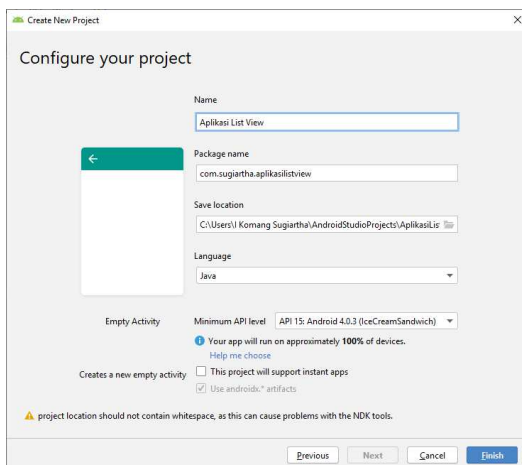 Create New Project
Configure your project
Name
Aplikasi List View
Package name
com.sugiartha.aplikasilistview
Save location
C:\Users\I Komang Sugiartha\AndroidStudioProjects\AplikasiLis
Language
Java
Empty Activity
Minimum API level API 15: Android 4.0.3 (IceCreamSandwich)
Your app will run on approximately 100% of devices.
Help me choose
Creates a new empty activity
This project will support instant apps
Use androidx.* artifacts
project location should not contain whitespace, as this can cause problems with the NDK tools.
Previous Next Cancel Finish